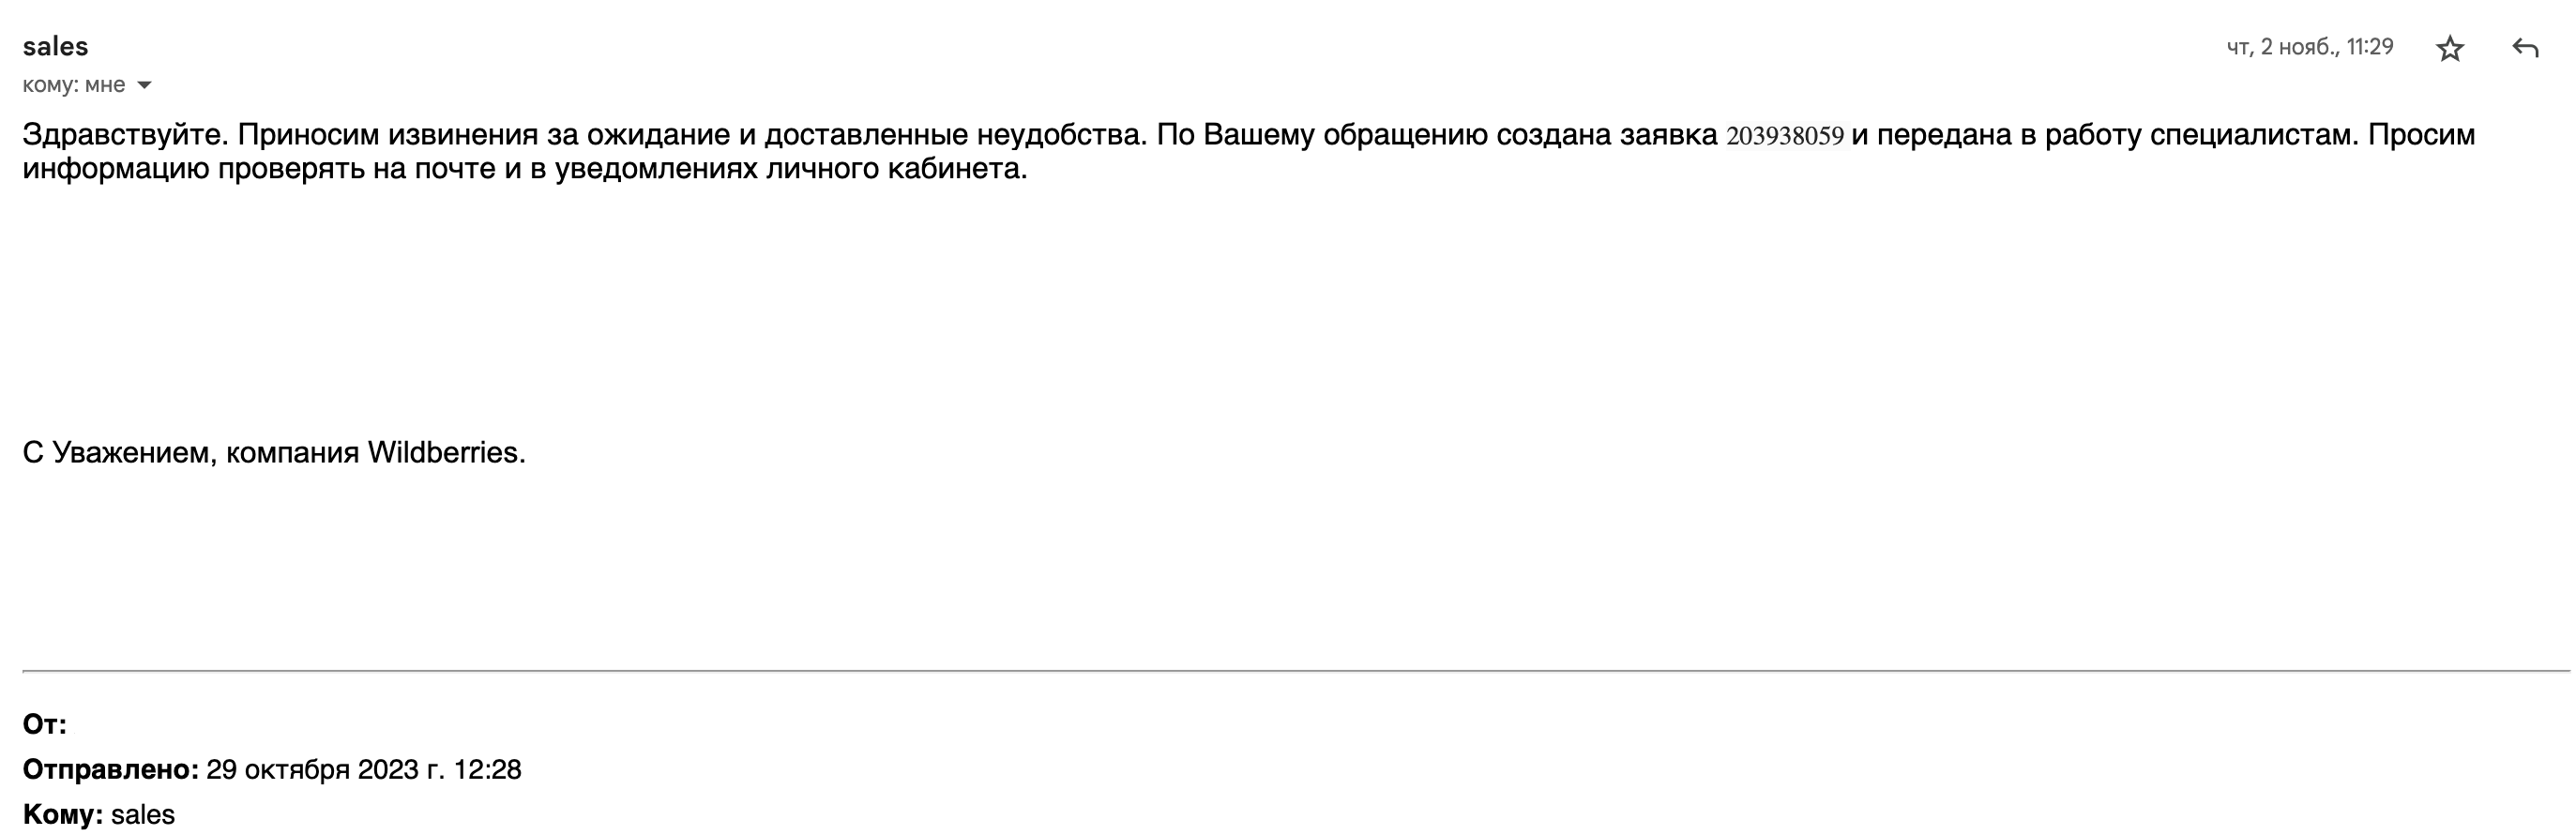 sales
чт, 2 нояб., 11:29
кому: мне
Здравствуйте. Приносим извинения за ожидание и доставленные неудобства. По Вашему обращению создана заявка 203938059 и передана в работу специалистам. Просим
информацию проверять на почте и в уведомлениях личного кабинета.
С Уважением, компания Wildberries.
От:
Отправлено: 29 октября 2023 г. 12:28
Кому: sales